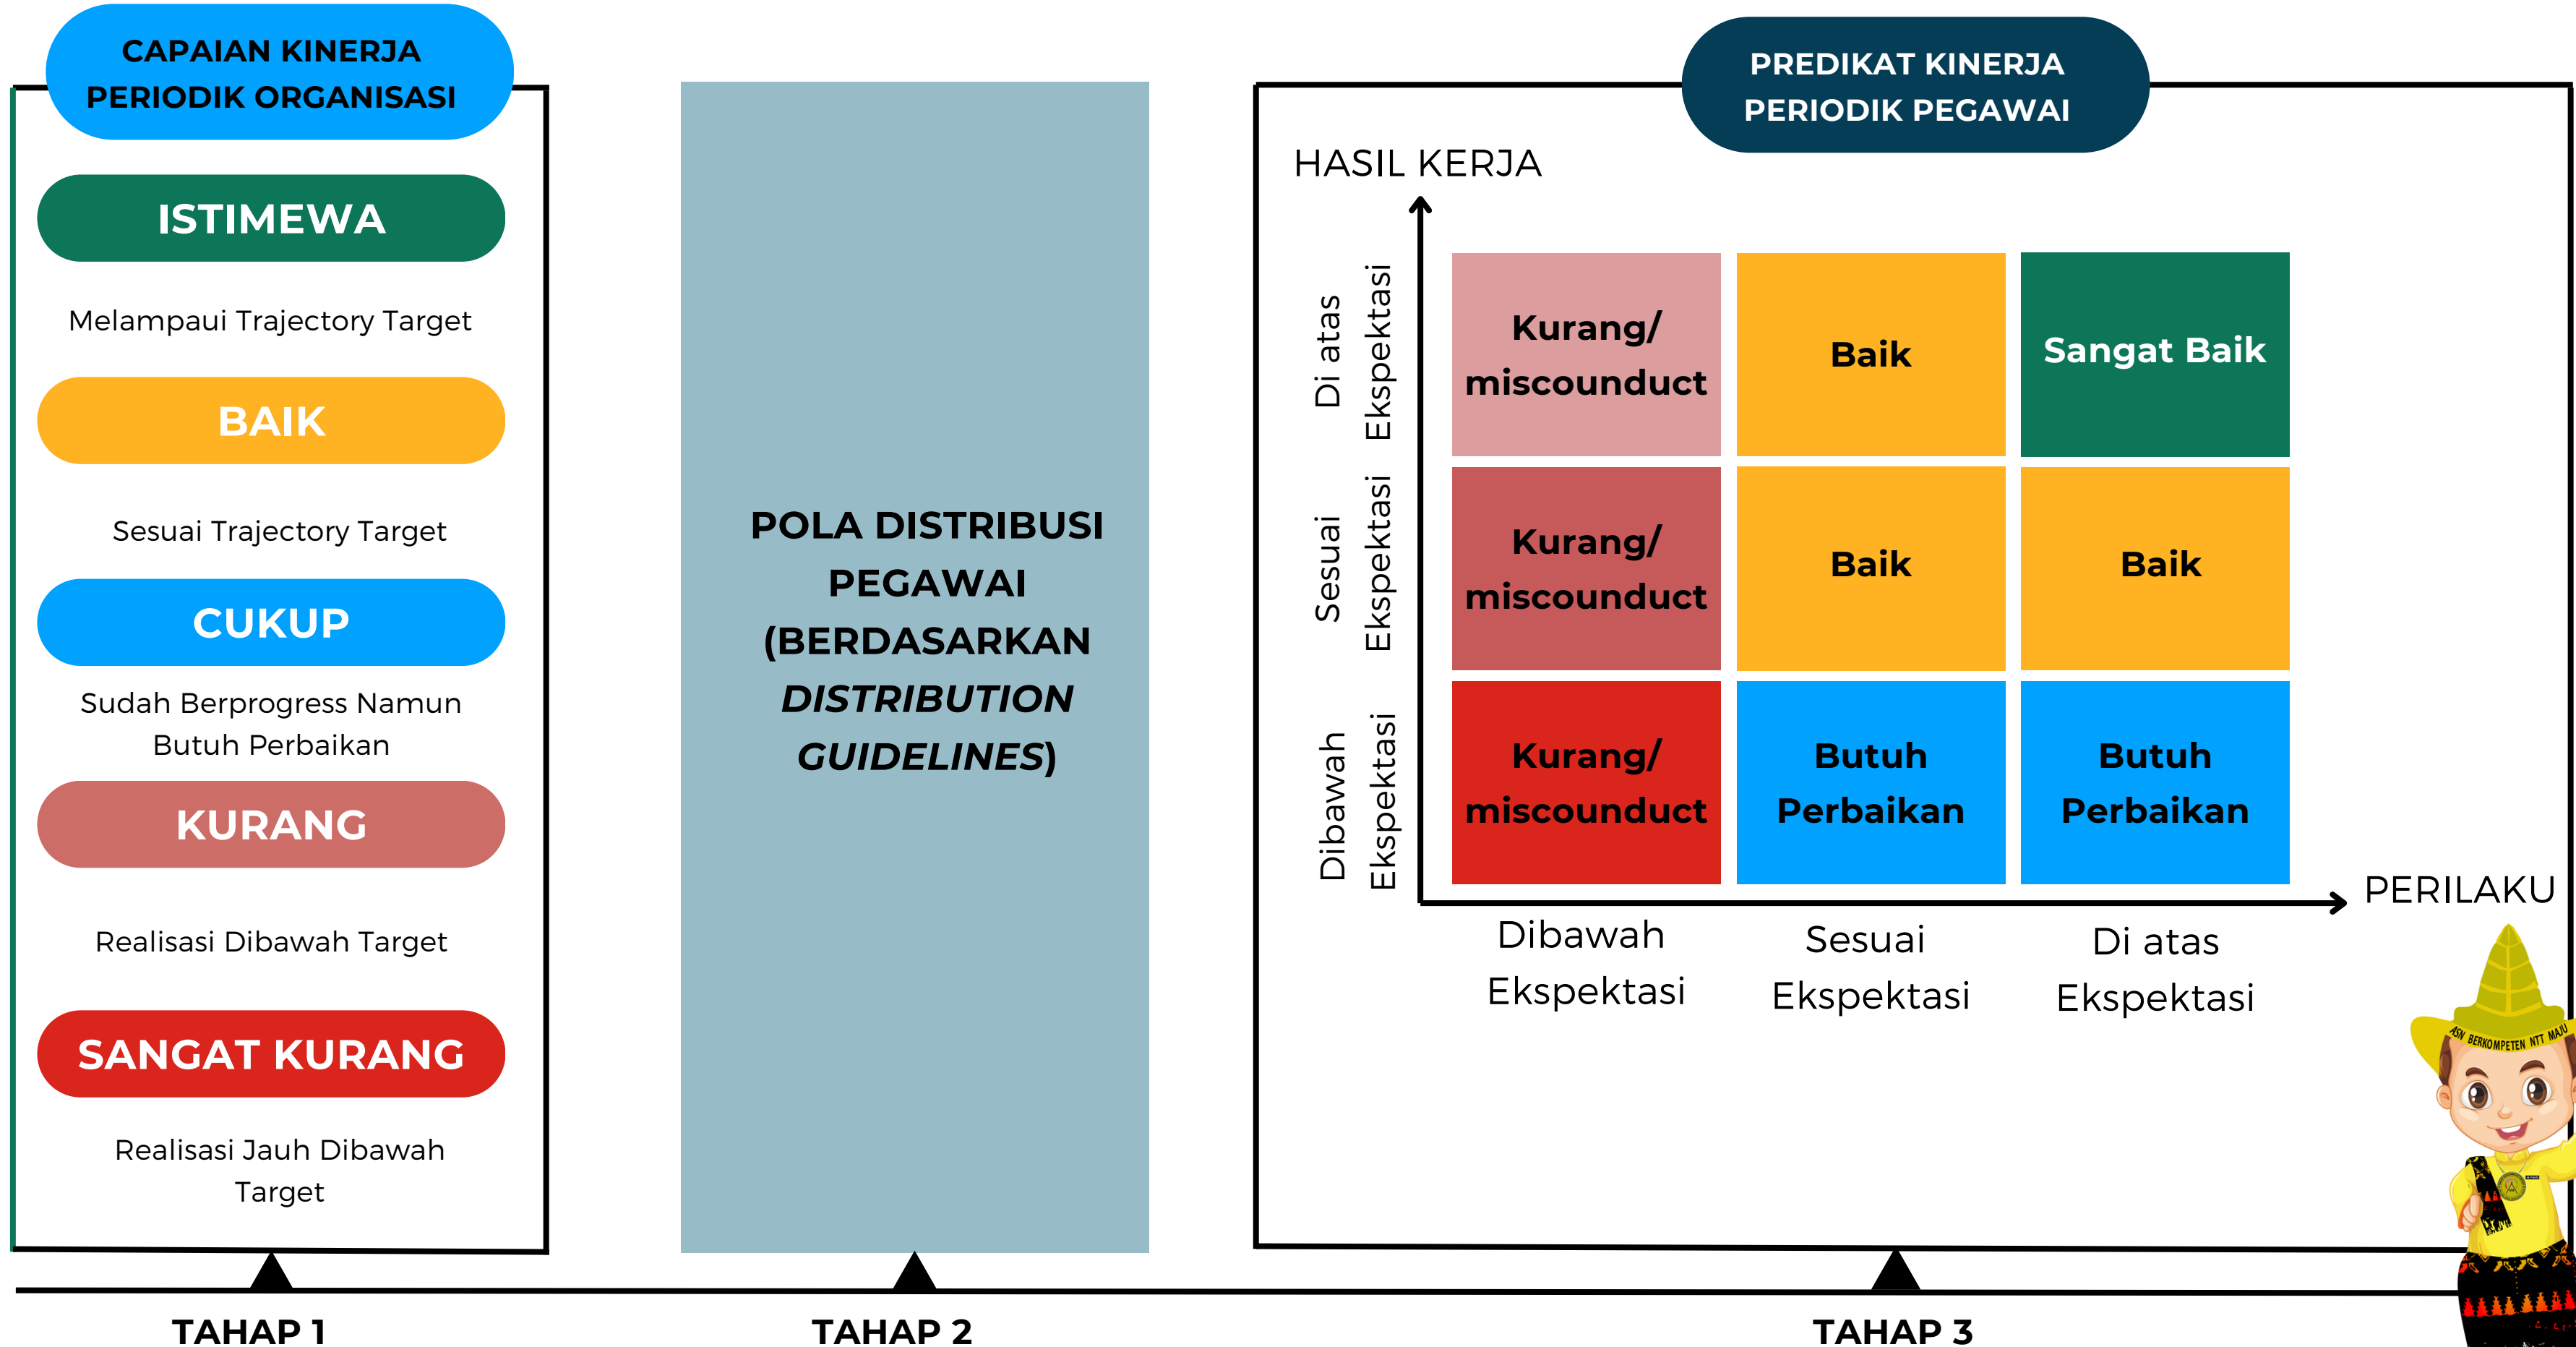 CAPAIAN KINERJA
PERIODIK ORGANISASI
ISTIMEWA
Melampaui Trajectory Target
BAIK
Sesuai Trajectory Target
CUKUP
Sudah Berprogress Namun
Butuh Perbaikan
KURANG
Realisasi Dibawah Target
SANGAT KURANG
Realisasi Jauh Dibawah
Target
TAHAP 1
POLA DISTRIBUSI
PEGAWAI
(BERDASARKAN
DISTRIBUTION
GUIDELINES)
TAHAP 2
PREDIKAT KINERJA
PERIODIK PEGAWAI
HASIL KERJA
Di atas
Ekspektasi
Kurang/
miscounduct
Baik
Sangat Baik
Sesuai
Ekspektasi
Kurang/
miscounduct
Baik
Baik
Dibawah
Ekspektasi
Kurang/
miscounduct
Butuh
Perbaikan
Butuh
Perbaikan
PERILAKU
Dibawah
Ekspektasi
Sesuai
Ekspektasi
Di atas
Ekspektasi
ASN BERKOMPETEN NTT MAJU
TAHAP 3